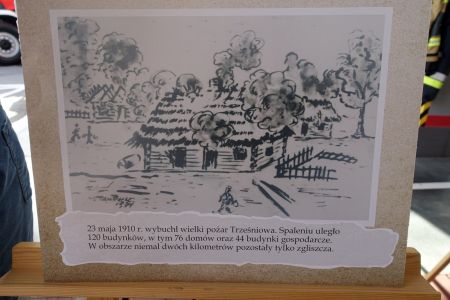 23 maja 1910 r. wybuchł wielki pożar Trześniowa. Spaleniu uległo
120 budynków, w tym 76 domów oraz 44 budynki gospodarcze.
W obszarze niemal dwóch kilometrów pozostały tylko zgliszcza.